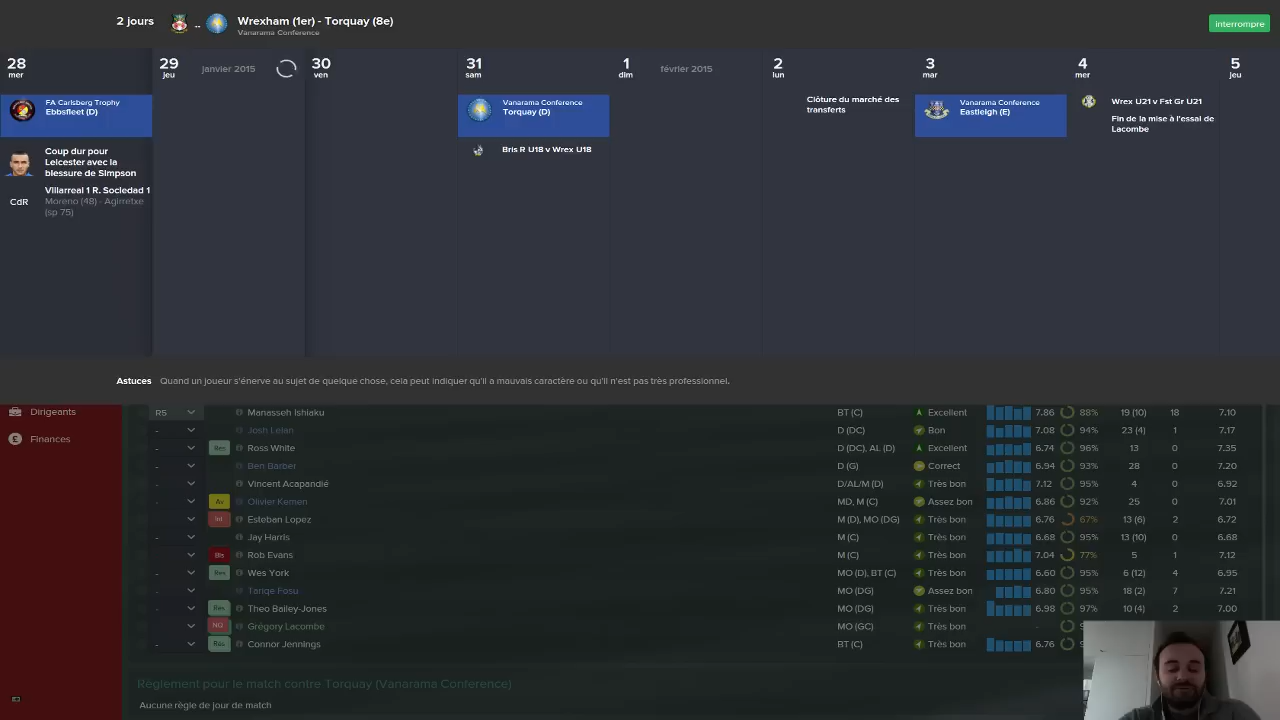 2 jours
-- Wrexham (1er) - Torquay (8e)
Vanarama Conference
interrompre
28 mer
29 jeu
janvier 2015
30 ven
31 sam
1 dim
février 2015
2 lun
3 mar
4 mer
5 jeu
FA Carlsberg Trophy
Ebbsfleet (D)
Coup dur pour
Leicester avec la
blessure de Simpson
CdR
Villarreal 1 R. Sociedad 1
Moreno (48) - Agirretxe
(sp 75)
Vanarama Conference
Torquay (D)
Bris R U18 v Wrex U18
Clôture du marché des
transferts
Vanarama Conference
Eastleigh (E)
Wrex U21 v Fst Gr U21
Fin de la mise à l'essai de
Lacombe
Astuces Quand un joueur s'énerve au sujet de quelque chose, cela peut indiquer qu'il a mauvais caractère ou qu'il n'est pas très professionnel.
Dirigeants
Finances
R5 Manasseh Ishiaku BT (C) Excellent 7.86 88% 19 (10) 18 7.10
- Josh Lelan D (DC) Bon 7.08 94% 23 (4) 1 7.17
- Res Ross White D (DC), AL (D) Excellent 6.74 96% 13 0 7.35
- Ben Barber D (G) Correct 6.94 93% 28 0 7.20
- Vincent Acapandié D/AL/M (D) Très bon 7.12 95% 4 0 6.92
- Av Olivier Kemen MD, M (C) Assez bon 6.86 92% 25 0 7.01
- Int Esteban Lopez M (D), MO (DG) Très bon 6.76 67% 13 (6) 2 6.72
- Jay Harris M (C) Très bon 6.68 95% 13 (10) 0 6.68
- Bls Rob Evans M (C) Très bon 7.04 77% 5 1 7.12
- Res Wes York MO (D), BT (C) Très bon 6.60 95% 6 (12) 4 6.95
- Tariqe Fosu MO (DG) Assez bon 6.80 95% 18 (2) 7 7.21
- Res Theo Bailey-Jones MO (DG) Très bon 6.98 97% 10 (4) 2 7.00
- NQ Grégory Lacombe MO (GC) Très bon -
- Res Connor Jennings BT (C) Très bon 6.76
Règlement pour le match contre Torquay (Vanarama Conference)
Aucune règle de jour de match